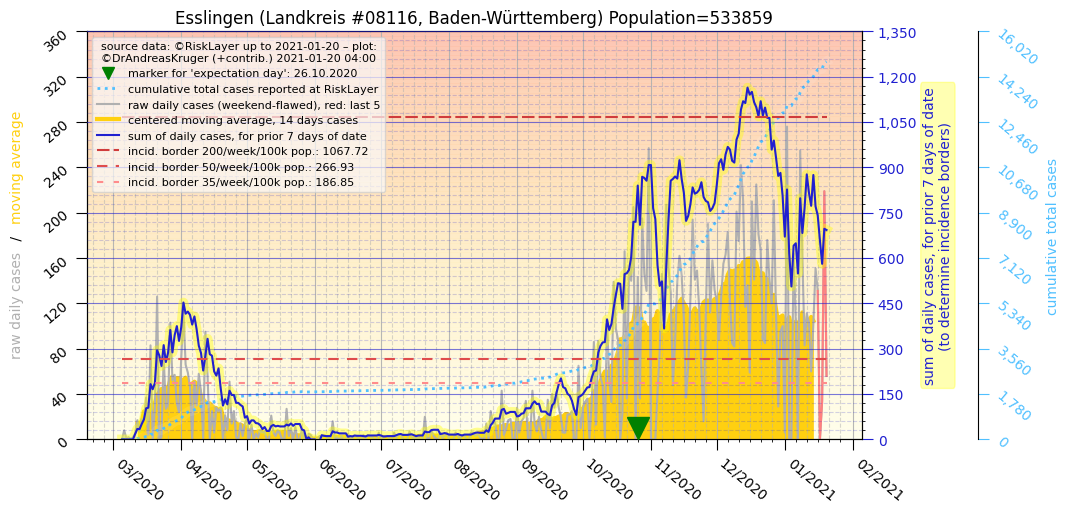 Esslingen (Landkreis #08116, Baden-Württemberg) Population=533859
source data: ©RiskLayer up to 2021-01-20 – plot:
©DrAndreasKruger (+contrib.) 2021-01-20 04:00
marker for 'expectation day': 26.10.2020
cumulative total cases reported at RiskLayer
raw daily cases (weekend-flawed), red: last 5
centered moving average, 14 days cases
sum of daily cases, for prior 7 days of date
incid. border 200/week/100k pop.: 1067.72
incid. border 50/week/100k pop.: 266.93
incid. border 35/week/100k pop.: 186.85
raw daily cases / moving average
360
320
280
240
200
160
120
80
40
0
03/2020
04/2020
05/2020
06/2020
07/2020
08/2020
09/2020
10/2020
11/2020
12/2020
01/2021
02/2021
1,350
1,200
1,050
900
750
600
450
300
150
0
sum of daily cases, for prior 7 days of date
(to determine incidence borders)
16,020
14,240
12,460
10,680
8,900
7,120
5,340
3,560
1,780
0
cumulative total cases